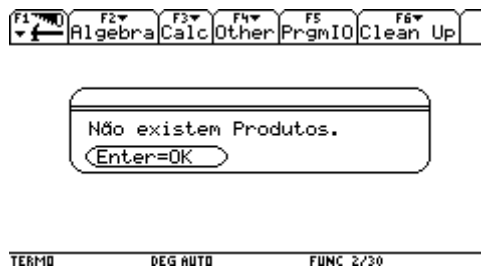 F1 F2 F3 F4 F5 F6
Algebra Calc Other PrgmIO Clean Up
Não existem Produtos.
Enter=OK
TERMO DEG AUTO FUNC 2/30